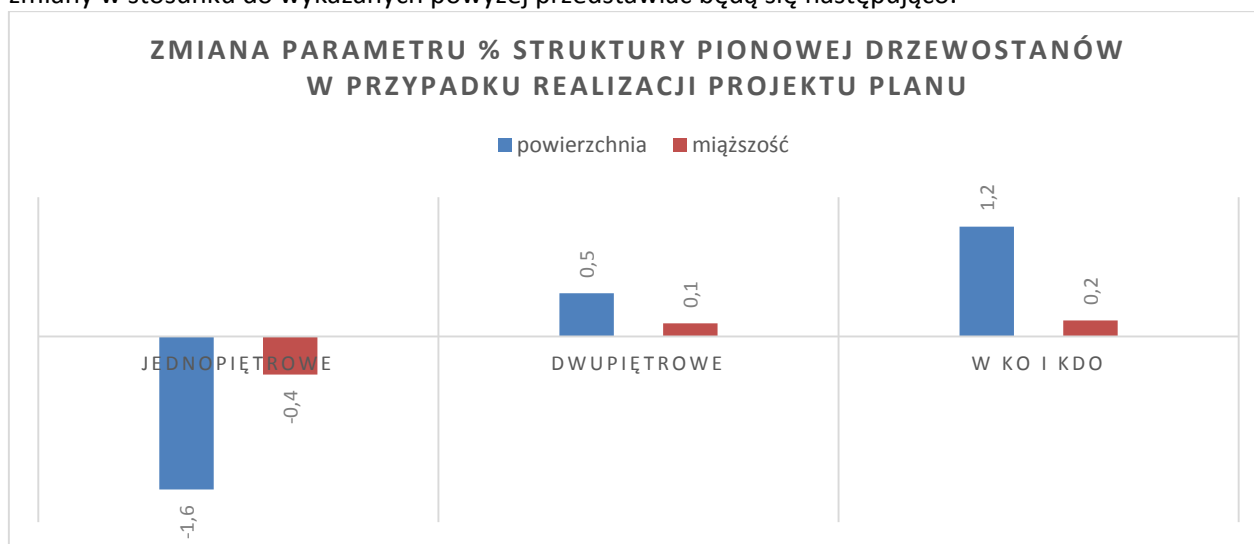 zmiany w stosunku do wykazanych powyżej przedstawiać będą się następująco:
ZMIANA PARAMETRU % STRUKTURY PIONOWEJ DRZEWOSTANÓW
W PRZYPADKU REALIZACJI PROJEKTU PLANU
powierzchnia miąższość
1,2
0,5
0,2
0,1
JEDNOPIĘTROWE DWUPIĘTROWE W KO I KDO
-0,4
-1,6